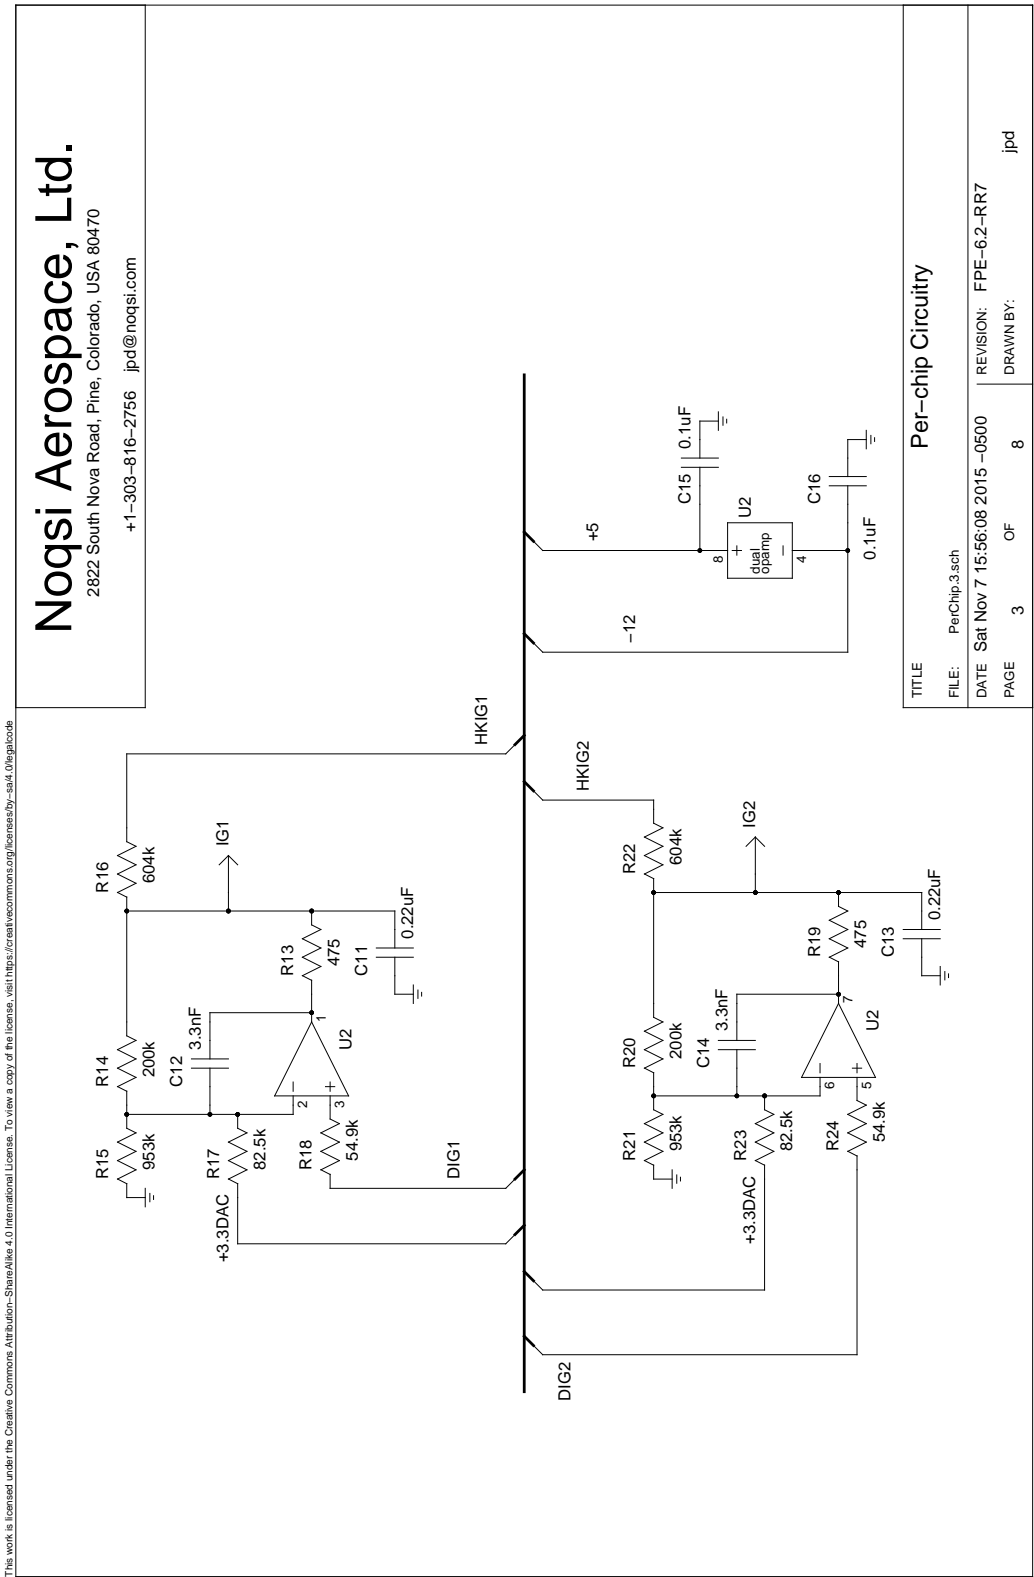 This work is licensed under the Creative Commons Attribution−ShareAlike 4.0 International License. To view a copy of the license, visit https://creativecommons.org/licenses/by−sa/4.0/legalcode
Noqsi Aerospace, Ltd.
2822 South Nova Road, Pine, Colorado, USA 80470
+1−303−816−2756 jpd@noqsi.com
R15
953k
R14
200k
R16
604k
C12
3.3nF
R17
82.5k
+3.3DAC
R18
54.9k
2
3
1
−
+
U2
R13
475
C11
0.22uF
IG1
HKIG1
DIG1
DIG2
HKIG2
−12
+5
R21
953k
R20
200k
R22
604k
C14
3.3nF
R23
82.5k
+3.3DAC
R24
54.9k
6
5
7
−
+
U2
R19
475
C13
0.22uF
IG2
C15
0.1uF
U2
8
+
dual
opamp
−
4
C16
0.1uF
TITLE
Per−chip Circuitry
FILE: PerChip.3.sch
REVISION: FPE−6.2−RR7
DATE Sat Nov 7 15:56:08 2015 −0500
PAGE 3 OF 8
DRAWN BY: jpd